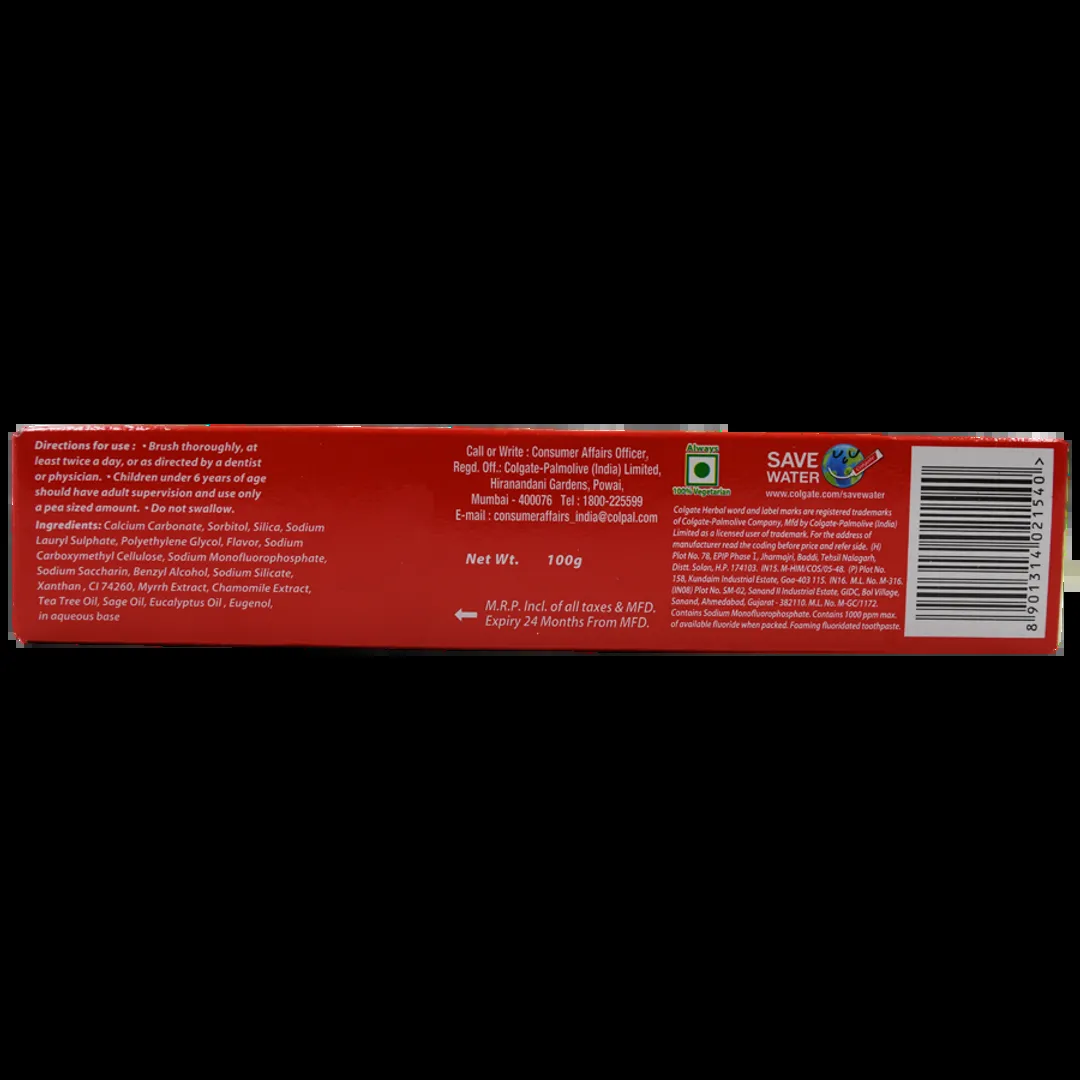 Directions for use : • Brush thoroughly, at
least twice a day, or as directed by a dentist
or physician. • Children under 6 years of age
should have adult supervision and use only
a pea sized amount. • Do not swallow.
Ingredients: Calcium Carbonate, Sorbitol, Silica, Sodium
Lauryl Sulphate, Polyethylene Glycol, Flavor, Sodium
Carboxymethyl Cellulose, Sodium Monofluorophosphate,
Sodium Saccharin, Benzyl Alcohol, Sodium Silicate,
Xanthan , CI 74260, Myrrh Extract, Chamomile Extract,
Tea Tree Oil, Sage Oil, Eucalyptus Oil , Eugenol,
in aqueous base
Call or Write : Consumer Affairs Officer,
Regd. Off.: Colgate-Palmolive (India) Limited,
Hiranandani Gardens, Powai,
Mumbai - 400076 Tel : 1800-225599
E-mail : consumeraffairs_india@colpal.com
Net Wt. 100g
M.R.P. Incl. of all taxes & MFD.
Expiry 24 Months From MFD.
Always
100% Vegetarian
SAVE
WATER
www.colgate.com/savewater
Colgate Herbal word and label marks are registered trademarks
of Colgate-Palmolive Company, Mfd by Colgate-Palmolive (India)
Limited as a licensed user of trademark. For the address of
manufacturer read the coding before price and refer side. (H)
Plot No. 78, EPIP Phase 1, Jharmajri, Baddi, Tehsil Nalagarh,
Distt. Solan, H.P. 174103. IN15. M-HIM/COS/05-48. (P) Plot No.
158, Kundaim Industrial Estate, Goa-403 115. IN16. M.L. No. M-316.
(IN08) Plot No. SM-02, Sanand II Industrial Estate, GIDC, Bol Village,
Sanand, Ahmedabad, Gujarat - 382110. M.L. No. M-GC/1172.
Contains Sodium Monofluorophosphate. Contains 1000 ppm max.
of available fluoride when packed. Foaming fluoridated toothpaste.
8 901314 021540 >